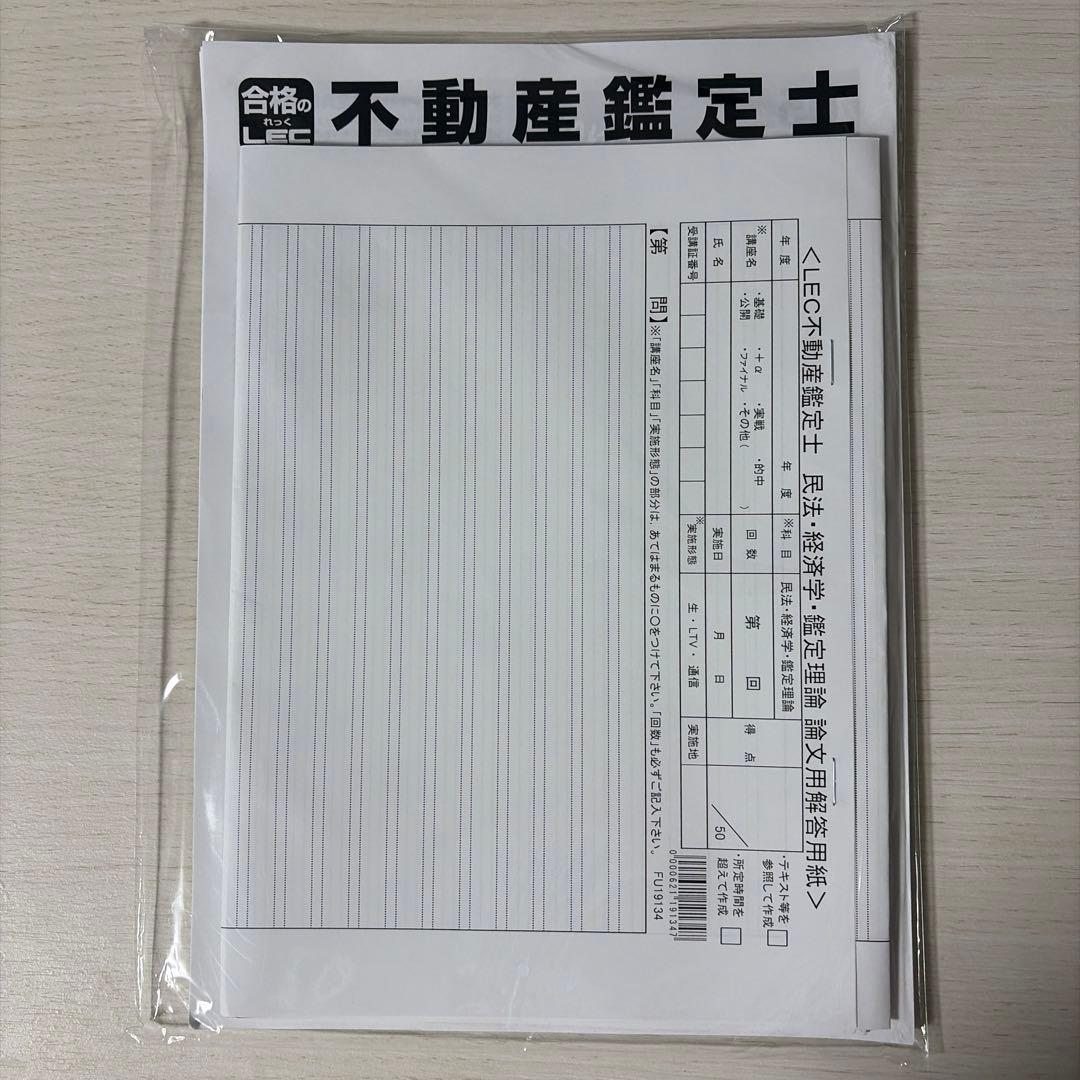 合格の
れっく
LEC
不動産鑑定士
＜LEC不動産鑑定士 民法・経済学・鑑定理論 論文用解答用紙＞
年度 年度 ※科目 民法・経済学・鑑定理論
※講座名 ・基礎 ・+α ・実戦 ・的中
・公開 ・ファイナル ・その他( )
回数 第 回 得点
／50
氏名 実施日 月 日
受講証番号 ※実施形態 生・LTV・通信 実施地
・テキスト等を
参照して作成
・所定時間を
超えて作成
【第 問】※「講座名」「科目」「実施形態」の部分は、あてはまるものに○をつけて下さい。「回数」も必ずご記入下さい。 FU19134
0000621191347